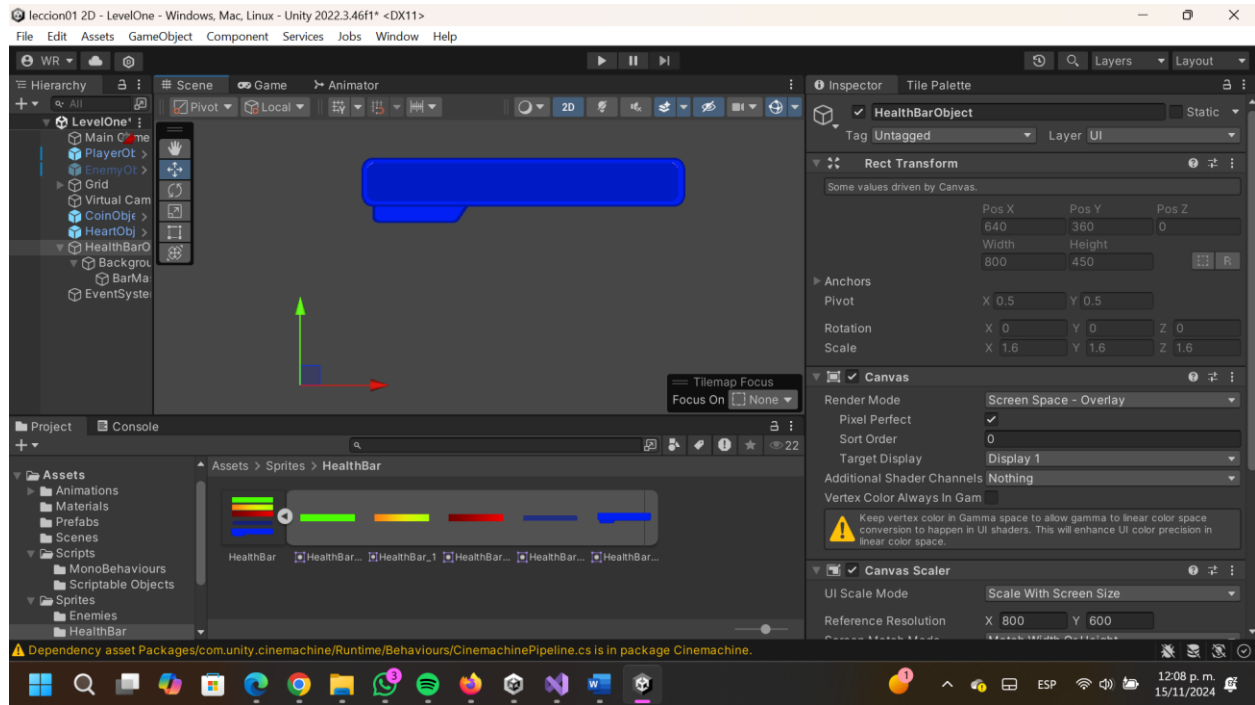 leccion01 2D - LevelOne - Windows, Mac, Linux - Unity 2022.3.46f1* <DX11>
File Edit Assets GameObject Component Services Jobs Window Help
WR
Layers
Layout
Hierarchy
All
LevelOne*
Main
PlayerOb
EnemyOb
Grid
Virtual Cam
CoinObje
HeartObj
HealthBarO
Backgrou
BarMa
EventSyste
Scene Game Animator
Pivot Local 2D
Tilemap Focus
Focus On None
Project Console
22
Assets
Animations
Materials
Prefabs
Scenes
Scripts
MonoBehaviours
Scriptable Objects
Sprites
Enemies
HealthBar
Assets > Sprites > HealthBar
HealthBar HealthBar... HealthBar_1 HealthBar... HealthBar... HealthBar...
Inspector Tile Palette
HealthBarObject Static
Tag Untagged Layer UI
Rect Transform
Some values driven by Canvas.
Pos X Pos Y Pos Z
640 360 0
Width Height
800 450 R
Anchors
Pivot X 0.5 Y 0.5
Rotation X 0 Y 0 Z 0
Scale X 1.6 Y 1.6 Z 1.6
Canvas
Render Mode Screen Space - Overlay
Pixel Perfect
Sort Order 0
Target Display Display 1
Additional Shader Channels Nothing
Vertex Color Always In Gam
Keep vertex color in Gamma space to allow gamma to linear color space
conversion to happen in UI shaders. This will enhance UI color precision in
linear color space.
Canvas Scaler
UI Scale Mode Scale With Screen Size
Reference Resolution X 800 Y 600
Screen Match Mode Match Width Or Height
Dependency asset Packages/com.unity.cinemachine/Runtime/Behaviours/CinemachinePipeline.cs is in package Cinemachine.
3
1
ESP
12:08 p. m.
15/11/2024